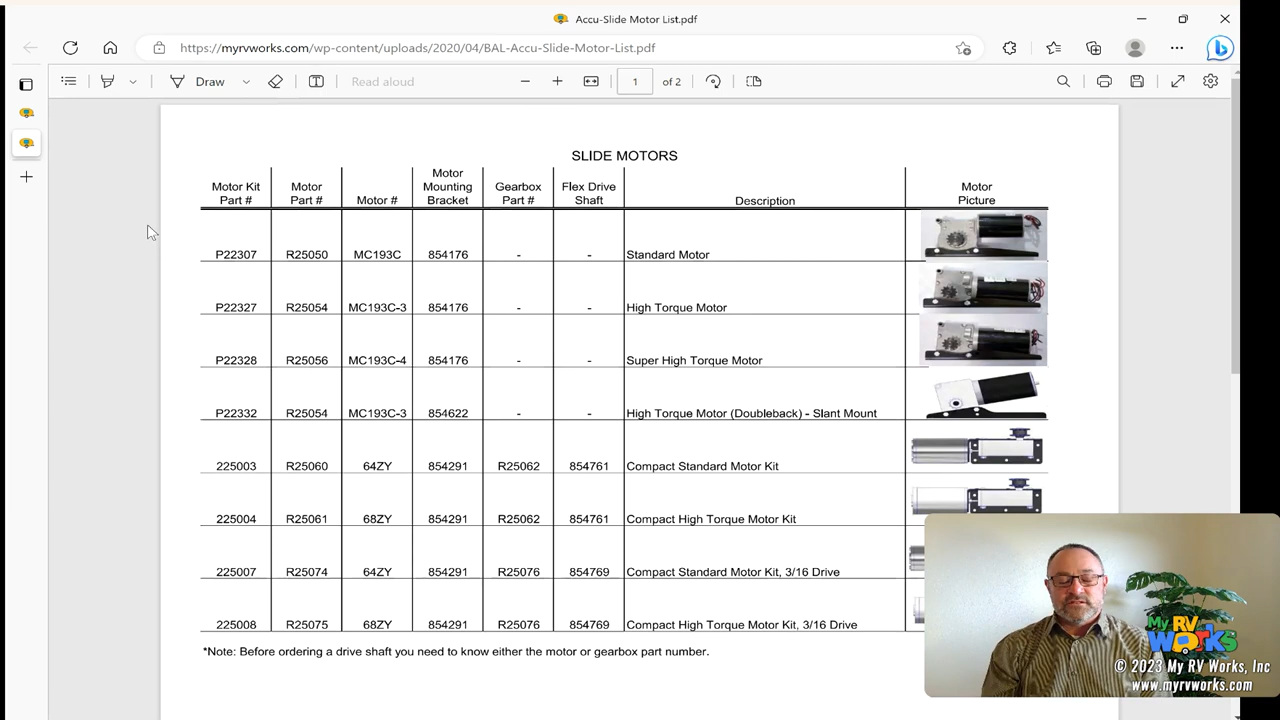 Accu-Slide Motor List.pdf
https://myrvworks.com/wp-content/uploads/2020/04/BAL-Accu-Slide-Motor-List.pdf
Draw
Read aloud
1 of 2
SLIDE MOTORS
Motor Kit Part # Motor Part # Motor # Motor Mounting Bracket Gearbox Part # Flex Drive Shaft Description Motor Picture
P22307 R25050 MC193C 854176 - - Standard Motor
P22327 R25054 MC193C-3 854176 - - High Torque Motor
P22328 R25056 MC193C-4 854176 - - Super High Torque Motor
P22332 R25054 MC193C-3 854622 - - High Torque Motor (Doubleback) - Slant Mount
225003 R25060 64ZY 854291 R25062 854761 Compact Standard Motor Kit
225004 R25061 68ZY 854291 R25062 854761 Compact High Torque Motor Kit
225007 R25074 64ZY 854291 R25076 854769 Compact Standard Motor Kit, 3/16 Drive
225008 R25075 68ZY 854291 R25076 854769 Compact High Torque Motor Kit, 3/16 Drive
*Note: Before ordering a drive shaft you need to know either the motor or gearbox part number.
My RV Works
© 2023 My RV Works, Inc
www.myrvworks.com